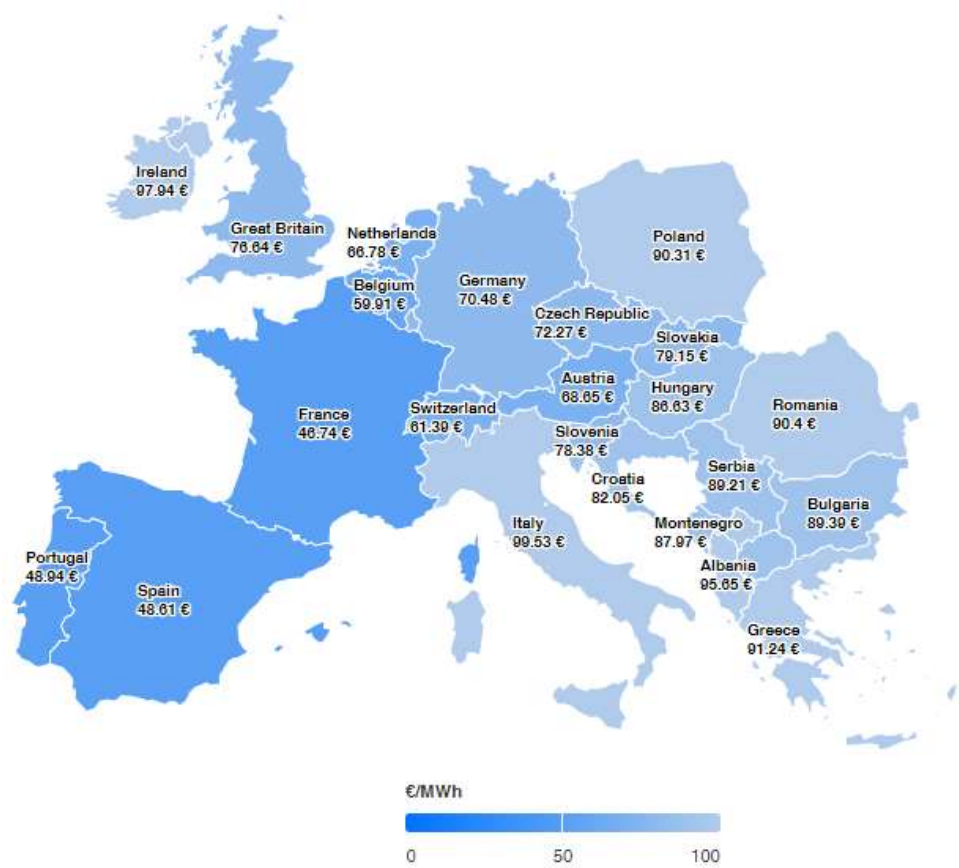 Ireland
97.94 €
Great Britain
76.64 €
Netherlands
66.78 €
Belgium
59.91 €
Germany
70.48 €
Poland
90.31 €
Czech Republic
72.27 €
Slovakia
79.15 €
Austria
68.65 €
Hungary
86.63 €
France
46.74 €
Switzerland
61.39 €
Romania
90.4 €
Slovenia
78.38 €
Croatia
82.05 €
Serbia
89.21 €
Bulgaria
89.39 €
Italy
99.53 €
Montenegro
87.97 €
Albania
95.65 €
Portugal
48.94 €
Spain
48.61 €
Greece
91.24 €
€/MWh
0 50 100